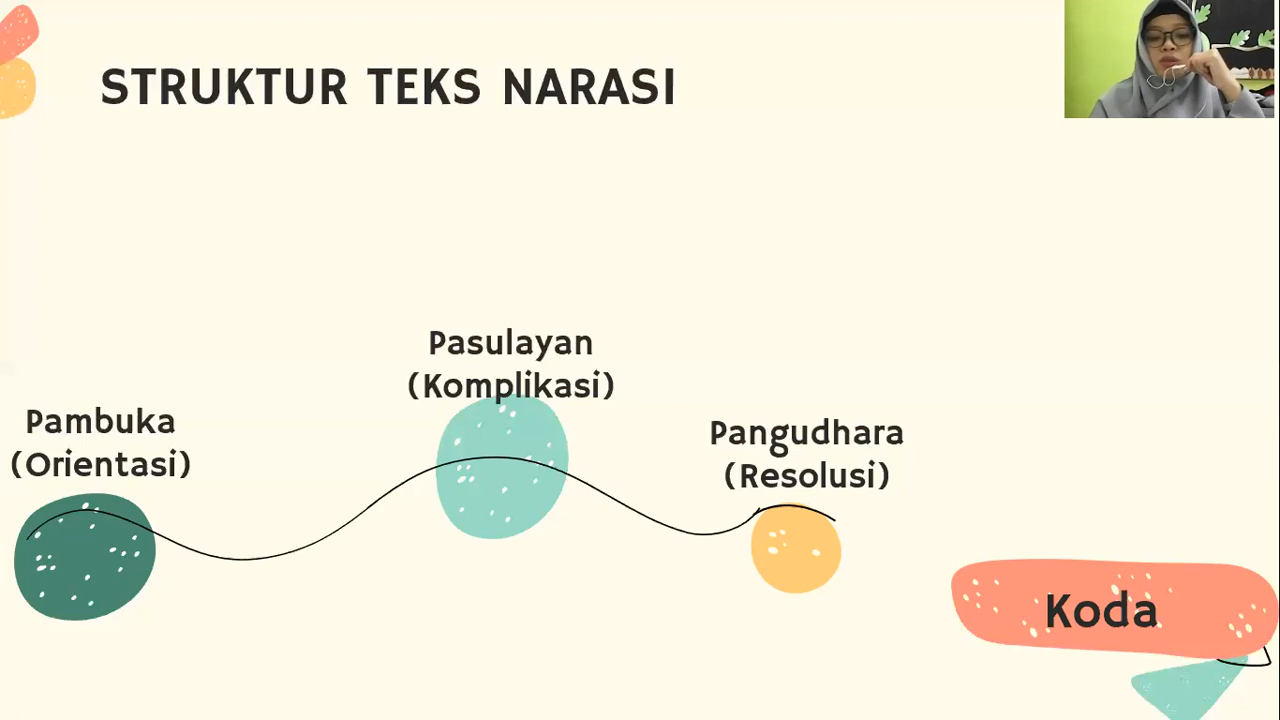 STRUKTUR TEKS NARASI
Pambuka
(Orientasi)
Pasulayan
(Komplikasi)
Pangudhara
(Resolusi)
Koda